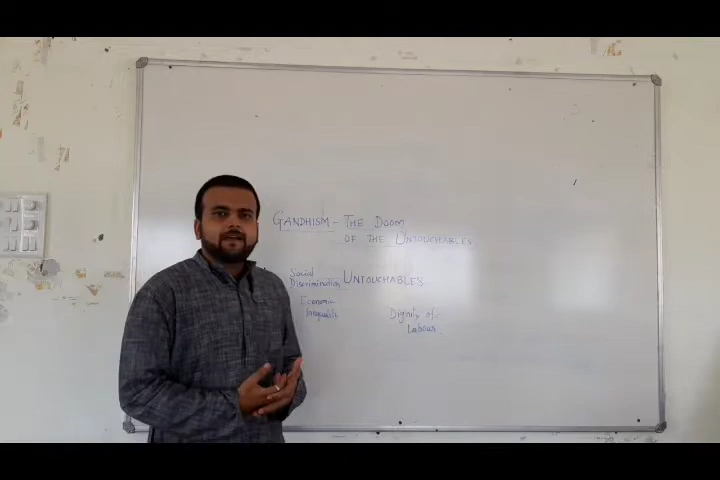 GANDHISM - THE DOOM
OF THE UNTOUCHABLES
Social
Discrimination UNTOUCHABLES
Economic
Inequality
Dignity of
Labour